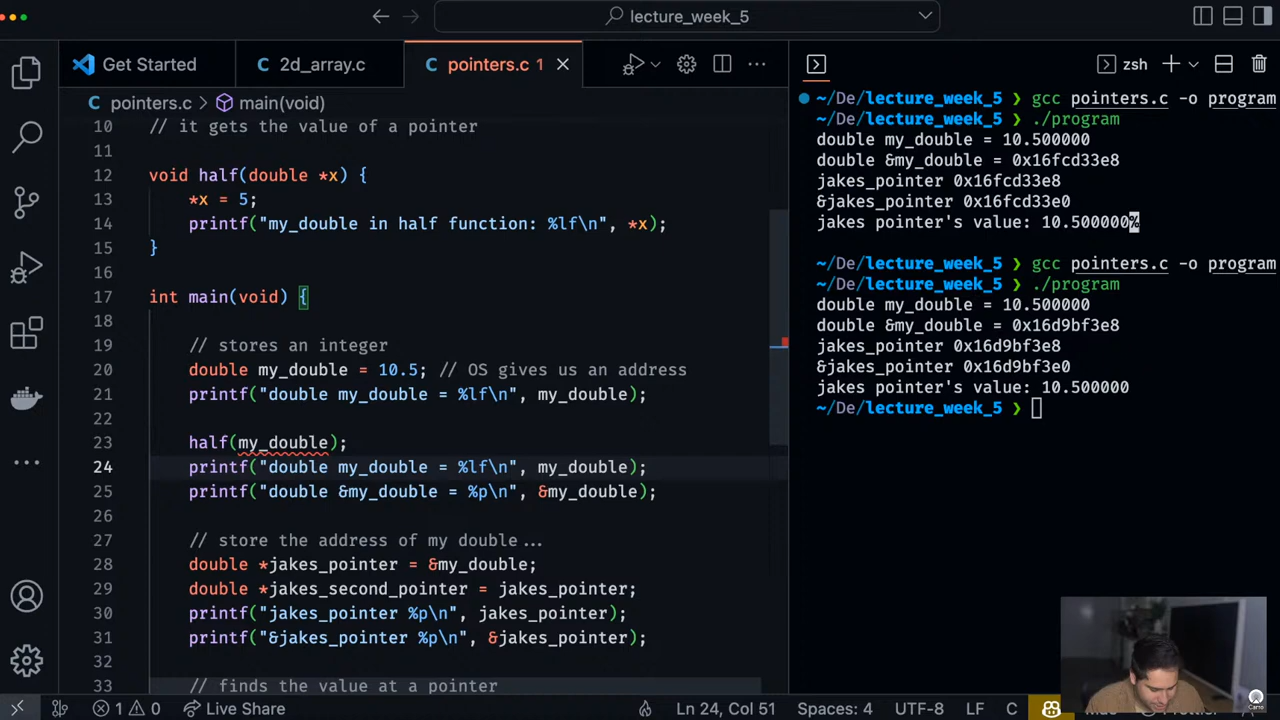 lecture_week_5
Get Started
C 2d_array.c
C pointers.c 1
zsh
C pointers.c > main(void)
10 // it gets the value of a pointer
11
12 void half(double *x) {
13 *x = 5;
14 printf("my_double in half function: %lf\n", *x);
15 }
16
17 int main(void) {
18
19 // stores an integer
20 double my_double = 10.5; // OS gives us an address
21 printf("double my_double = %lf\n", my_double);
22
23 half(my_double);
24 printf("double my_double = %lf\n", my_double);
25 printf("double &my_double = %p\n", &my_double);
26
27 // store the address of my double...
28 double *jakes_pointer = &my_double;
29 double *jakes_second_pointer = jakes_pointer;
30 printf("jakes_pointer %p\n", jakes_pointer);
31 printf("&jakes_pointer %p\n", &jakes_pointer);
32
33 // finds the value at a pointer
~/De/lecture_week_5 ❯ gcc pointers.c -o program
~/De/lecture_week_5 ❯ ./program
double my_double = 10.500000
double &my_double = 0x16fcd33e8
jakes_pointer 0x16fcd33e8
&jakes_pointer 0x16fcd33e0
jakes pointer's value: 10.500000%
~/De/lecture_week_5 ❯ gcc pointers.c -o program
~/De/lecture_week_5 ❯ ./program
double my_double = 10.500000
double &my_double = 0x16d9bf3e8
jakes_pointer 0x16d9bf3e8
&jakes_pointer 0x16d9bf3e0
jakes pointer's value: 10.500000
~/De/lecture_week_5 ❯
1 0 Live Share
Ln 24, Col 51 Spaces: 4 UTF-8 LF C